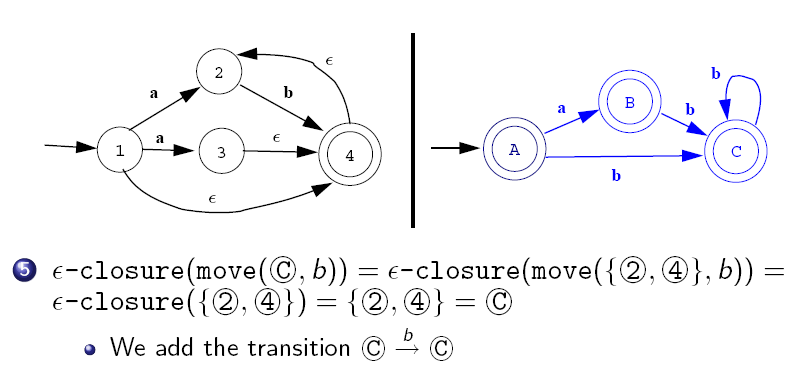 ϵ
2
a
b
1
a
3
ϵ
4
ϵ
b
a
B
b
A
C
b
5 ϵ-closure(move(Ⓒ, b)) = ϵ-closure(move({②, ④}, b)) =
ϵ-closure({②, ④}) = {②, ④} = Ⓒ
• We add the transition Ⓒ →b Ⓒ